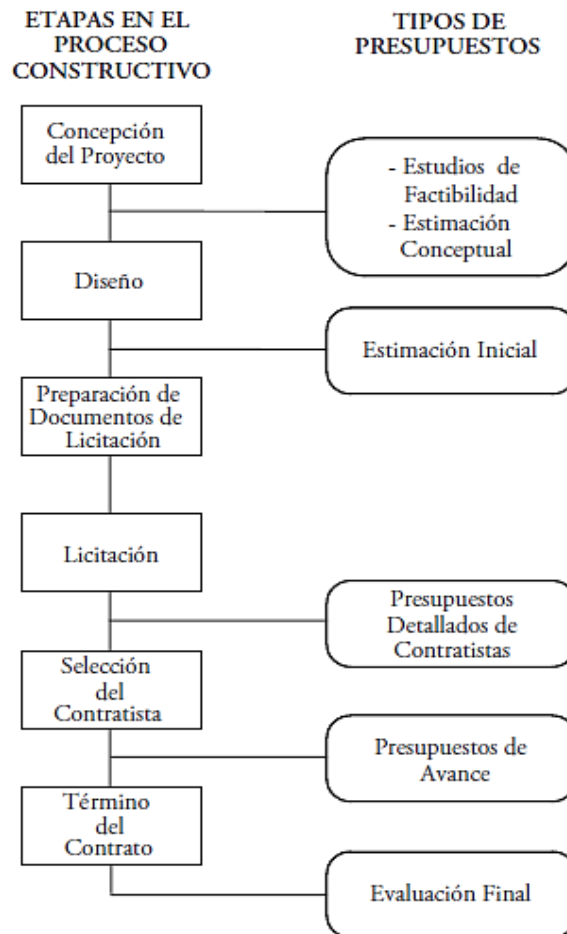 ETAPAS EN EL
PROCESO
CONSTRUCTIVO
TIPOS DE
PRESUPUESTOS
Concepción
del Proyecto
- Estudios de
Factibilidad
- Estimación
Conceptual
Diseño
Estimación Inicial
Preparación de
Documentos de
Licitación
Licitación
Presupuestos
Detallados de
Contratistas
Selección
del
Contratista
Presupuestos de
Avance
Término
del
Contrato
Evaluación Final